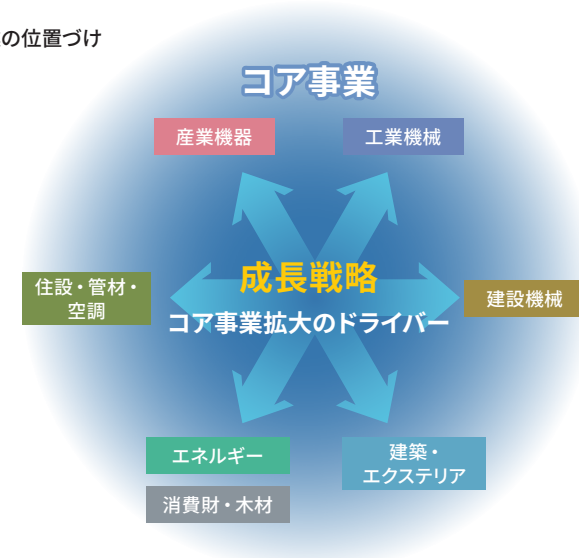 の位置づけ
コア事業
産業機器
工業機械
成長戦略
コア事業拡大のドライバー
住設・管材・
空調
建設機械
エネルギー
消費財・木材
建築・
エクステリア